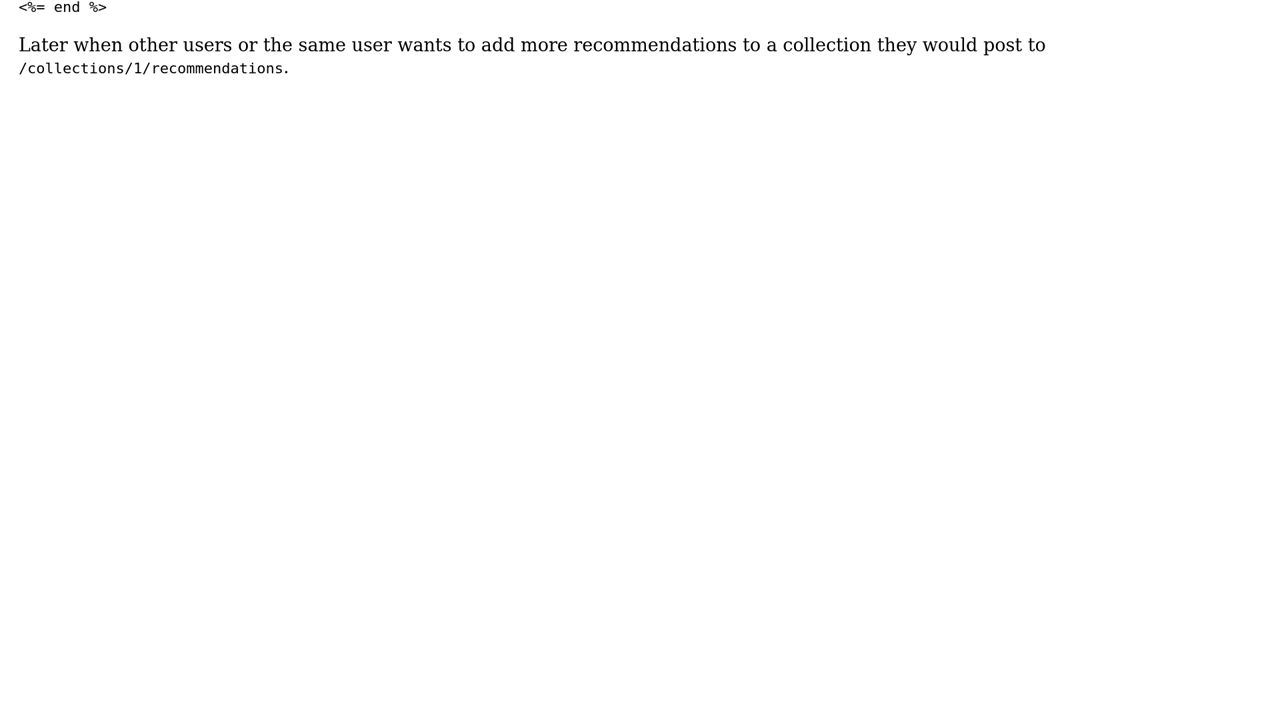 <%= end %>
Later when other users or the same user wants to add more recommendations to a collection they would post to
/collections/1/recommendations.